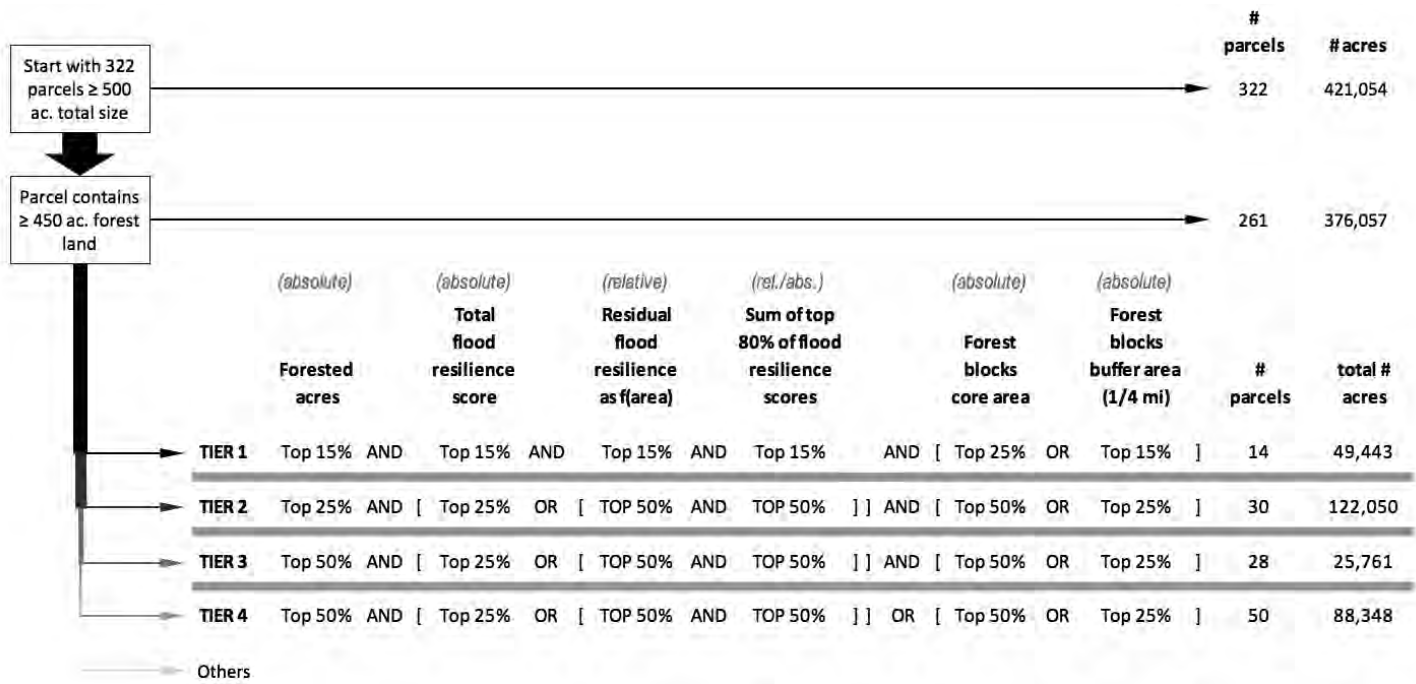 #
parcels #acres
Start with 322
parcels ≥ 500
ac. total size
322 421,054
Parcel contains
≥ 450 ac. forest
land
261 376,057
(absolute) (absolute) (relative) (rel./abs.) (absolute) (absolute)
Total Residual Sum of top Forest
flood flood 80% of flood Forest blocks
Forested resilience resilience resilience blocks buffer area # total #
acres score as f(area) scores core area (1/4 mi) parcels acres
TIER 1 Top 15% AND Top 15% AND Top 15% AND Top 15% AND [ Top 25% OR Top 15% ] 14 49,443
TIER 2 Top 25% AND [ Top 25% OR [ TOP 50% AND TOP 50% ] ] AND [ Top 50% OR Top 25% ] 30 122,050
TIER 3 Top 50% AND [ Top 25% OR [ TOP 50% AND TOP 50% ] ] AND [ Top 50% OR Top 25% ] 28 25,761
TIER 4 Top 50% AND [ Top 25% OR [ TOP 50% AND TOP 50% ] ] OR [ Top 50% OR Top 25% ] 50 88,348
Others